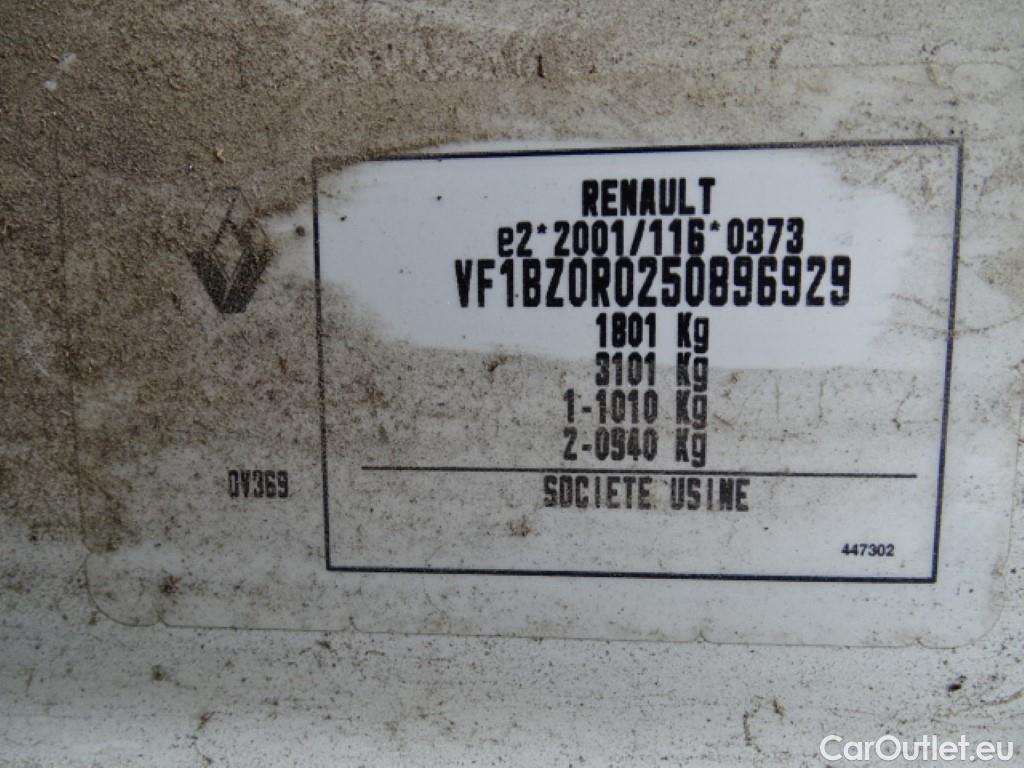 RENAULT
e2*2001/116*0373
VF1BZ0R0250896929
1801 Kg
3101 Kg
1-1010 Kg
2-0940 Kg
0V369
SOCIETE USINE
447302
CarOutlet.eu